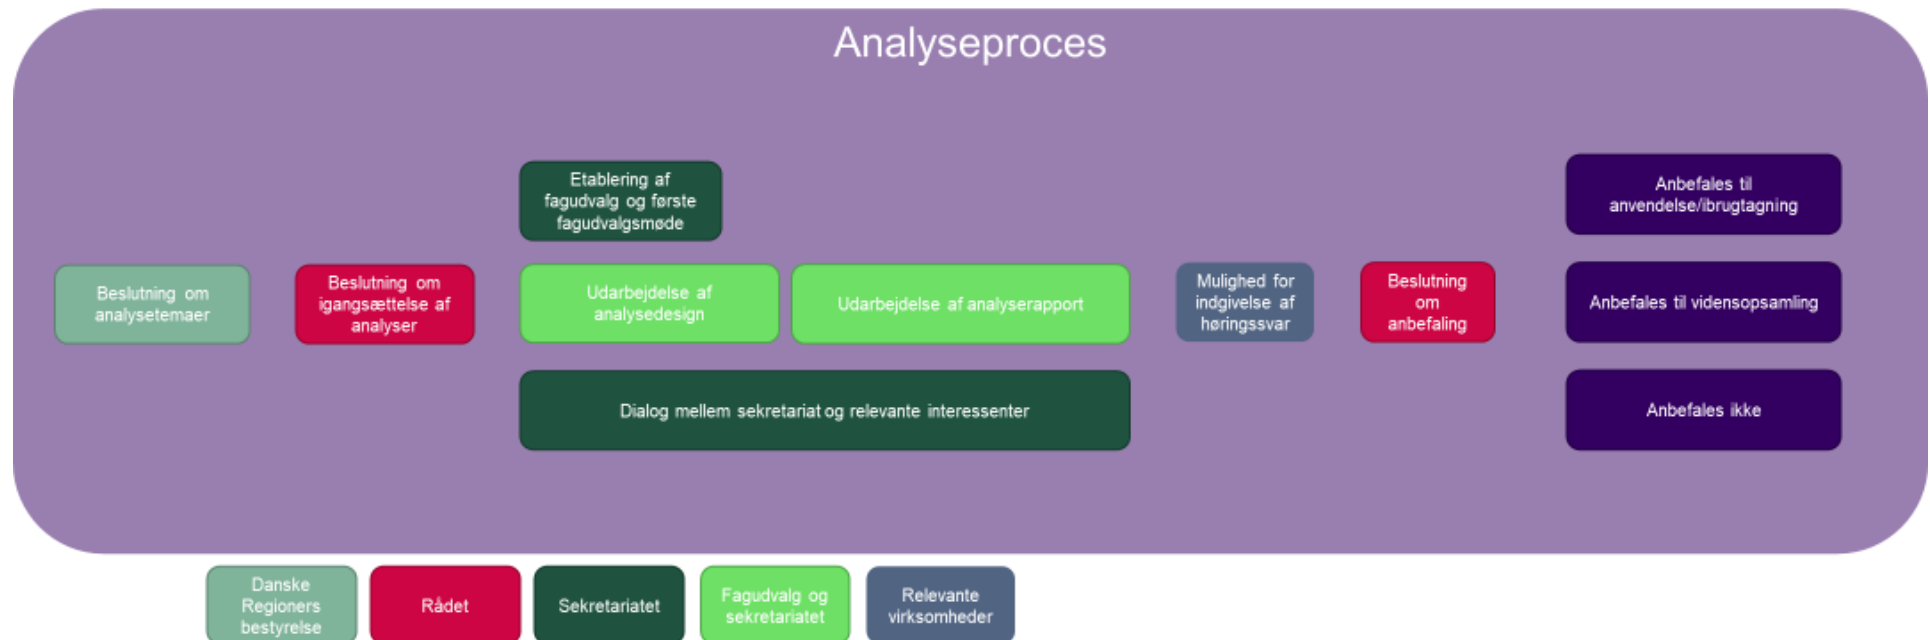 Analyseproces
Etablering af
fagudvalg og første
fagudvalgsmøde
Anbefales til
anvendelse/ibrugtagning
Beslutning om
analysetemaer
Beslutning om
igangsættelse af
analyser
Udarbejdelse af
analysedesign
Udarbejdelse af analyserapport
Mulighed for
indgivelse af
høringssvar
Beslutning
om
anbefaling
Anbefales til vidensopsamling
Dialog mellem sekretariat og relevante interessenter
Anbefales ikke
Danske
Regioners
bestyrelse
Rådet
Sekretariatet
Fagudvalg og
sekretariatet
Relevante
virksomheder